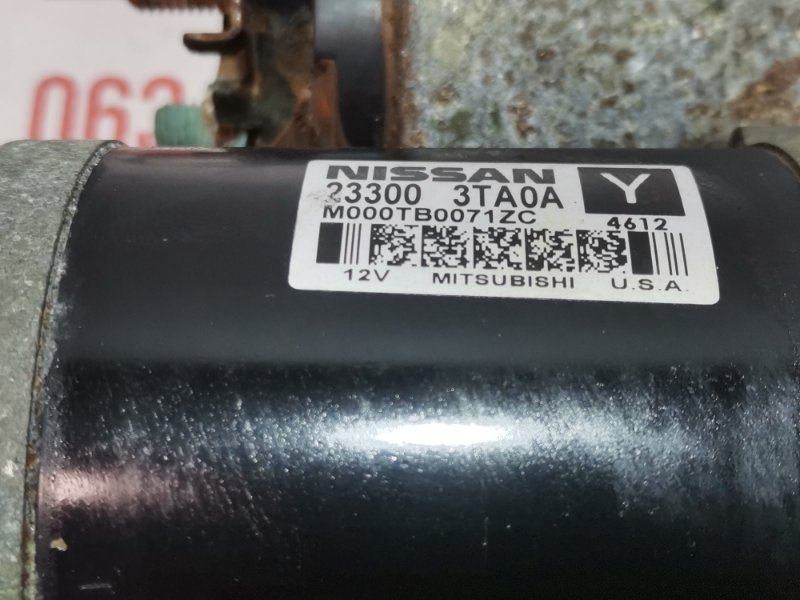 063
NISSAN
23300 3TA0A
Y
M000TB0071ZC 4612
12V MITSUBISHI U.S.A.